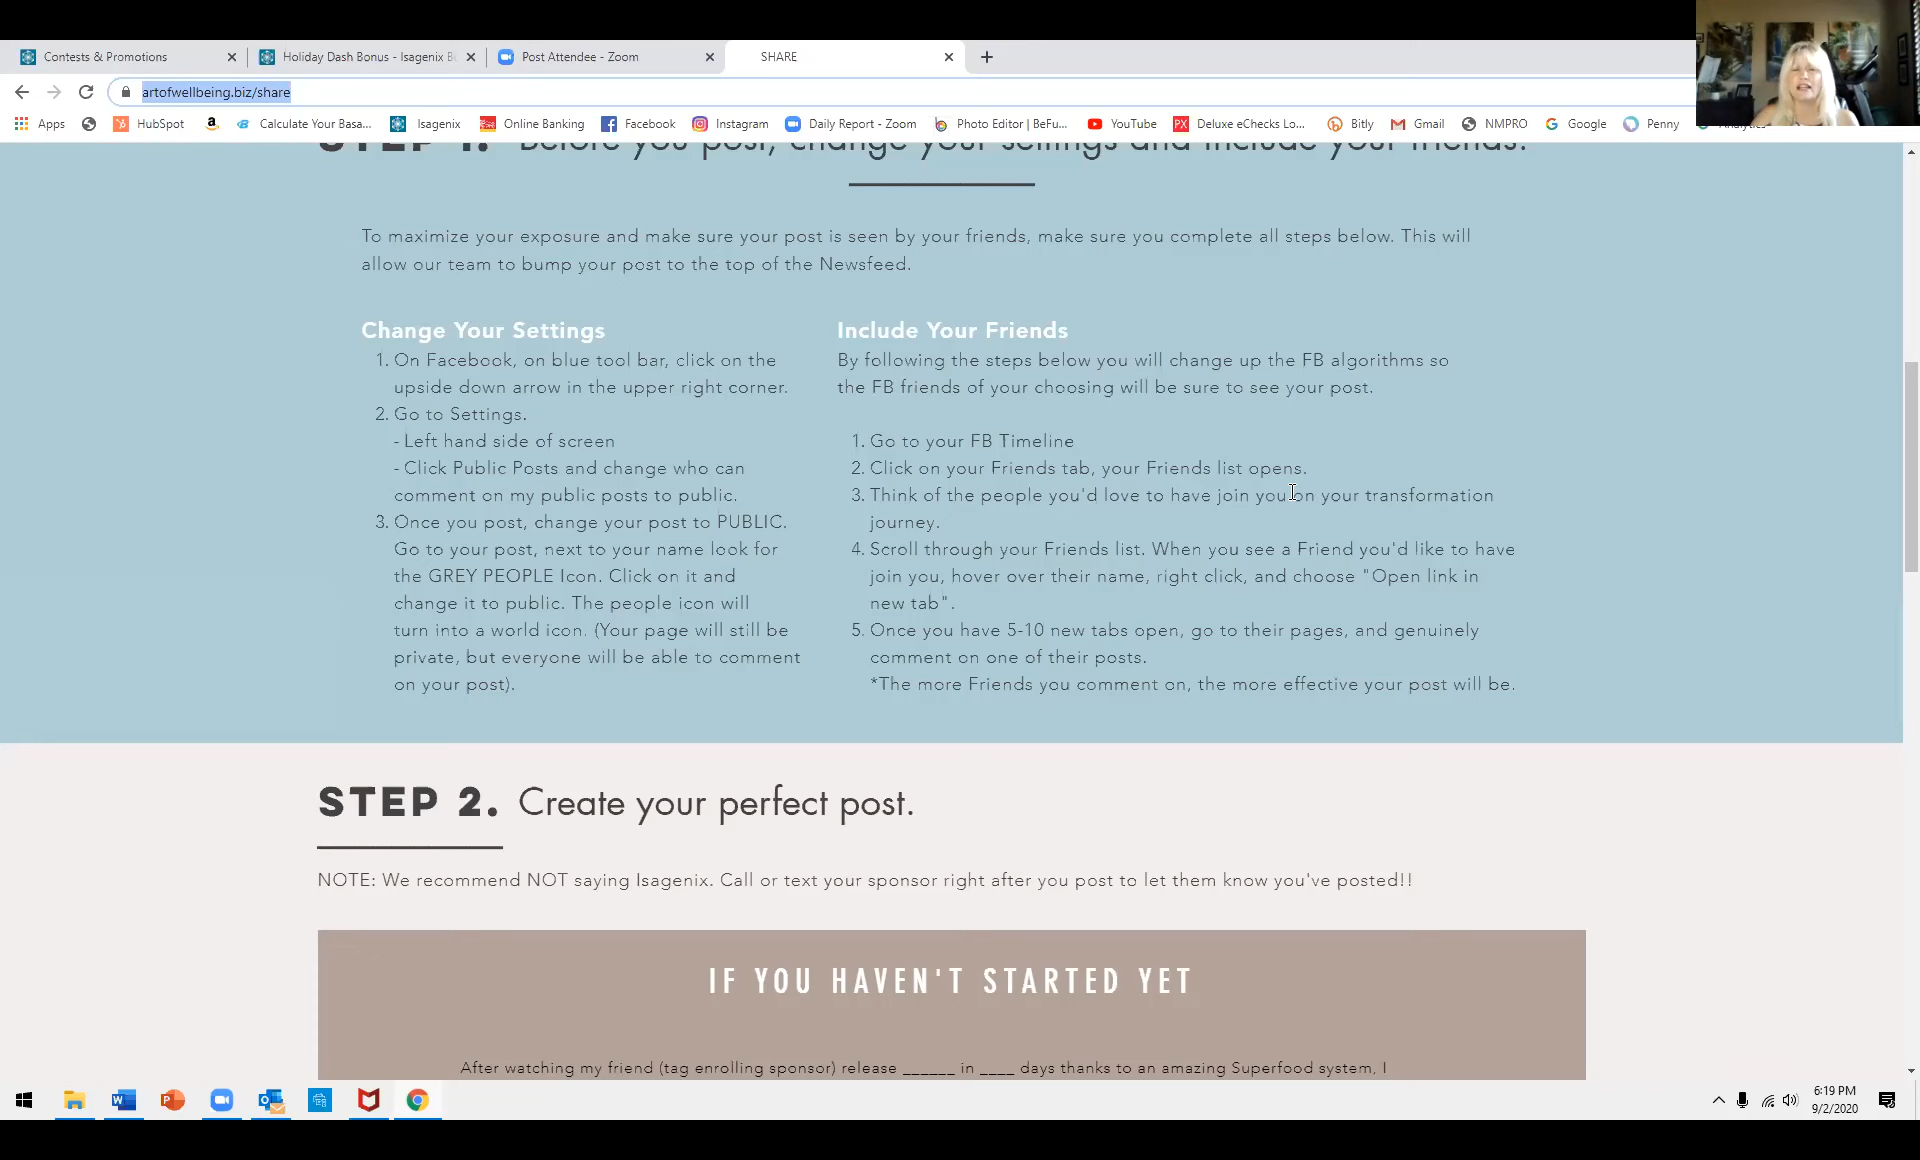 Contests & Promotions
Holiday Dash Bonus - Isagenix B
Post Attendee - Zoom
SHARE
artofwellbeing.biz/share
Apps
HubSpot
Calculate Your Basa...
Isagenix
Online Banking
Facebook
Instagram
Daily Report - Zoom
Photo Editor | BeFu...
YouTube
Deluxe eChecks Lo...
Bitly
Gmail
NMPRO
Google
Penny
STEP 1. Before you post, change your settings and include your friends.
To maximize your exposure and make sure your post is seen by your friends, make sure you complete all steps below. This will
allow our team to bump your post to the top of the Newsfeed.
Change Your Settings
1. On Facebook, on blue tool bar, click on the
upside down arrow in the upper right corner.
2. Go to Settings.
- Left hand side of screen
- Click Public Posts and change who can
comment on my public posts to public.
3. Once you post, change your post to PUBLIC.
Go to your post, next to your name look for
the GREY PEOPLE Icon. Click on it and
change it to public. The people icon will
turn into a world icon. (Your page will still be
private, but everyone will be able to comment
on your post).
Include Your Friends
By following the steps below you will change up the FB algorithms so
the FB friends of your choosing will be sure to see your post.
1. Go to your FB Timeline
2. Click on your Friends tab, your Friends list opens.
3. Think of the people you'd love to have join you on your transformation
journey.
4. Scroll through your Friends list. When you see a Friend you'd like to have
join you, hover over their name, right click, and choose "Open link in
new tab".
5. Once you have 5-10 new tabs open, go to their pages, and genuinely
comment on one of their posts.
*The more Friends you comment on, the more effective your post will be.
STEP 2. Create your perfect post.
NOTE: We recommend NOT saying Isagenix. Call or text your sponsor right after you post to let them know you've posted!!
IF YOU HAVEN'T STARTED YET
After watching my friend (tag enrolling sponsor) release ______ in ____ days thanks to an amazing Superfood system, I
6:19 PM
9/2/2020